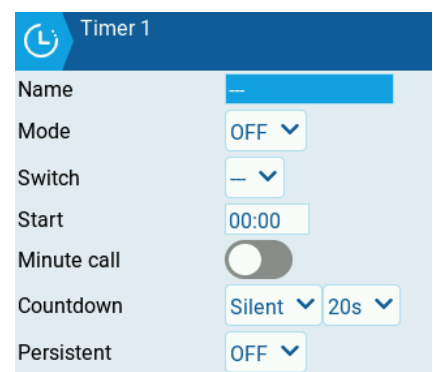 Timer 1
Name ---
Mode OFF
Switch ---
Start 00:00
Minute call
Countdown Silent 20s
Persistent OFF